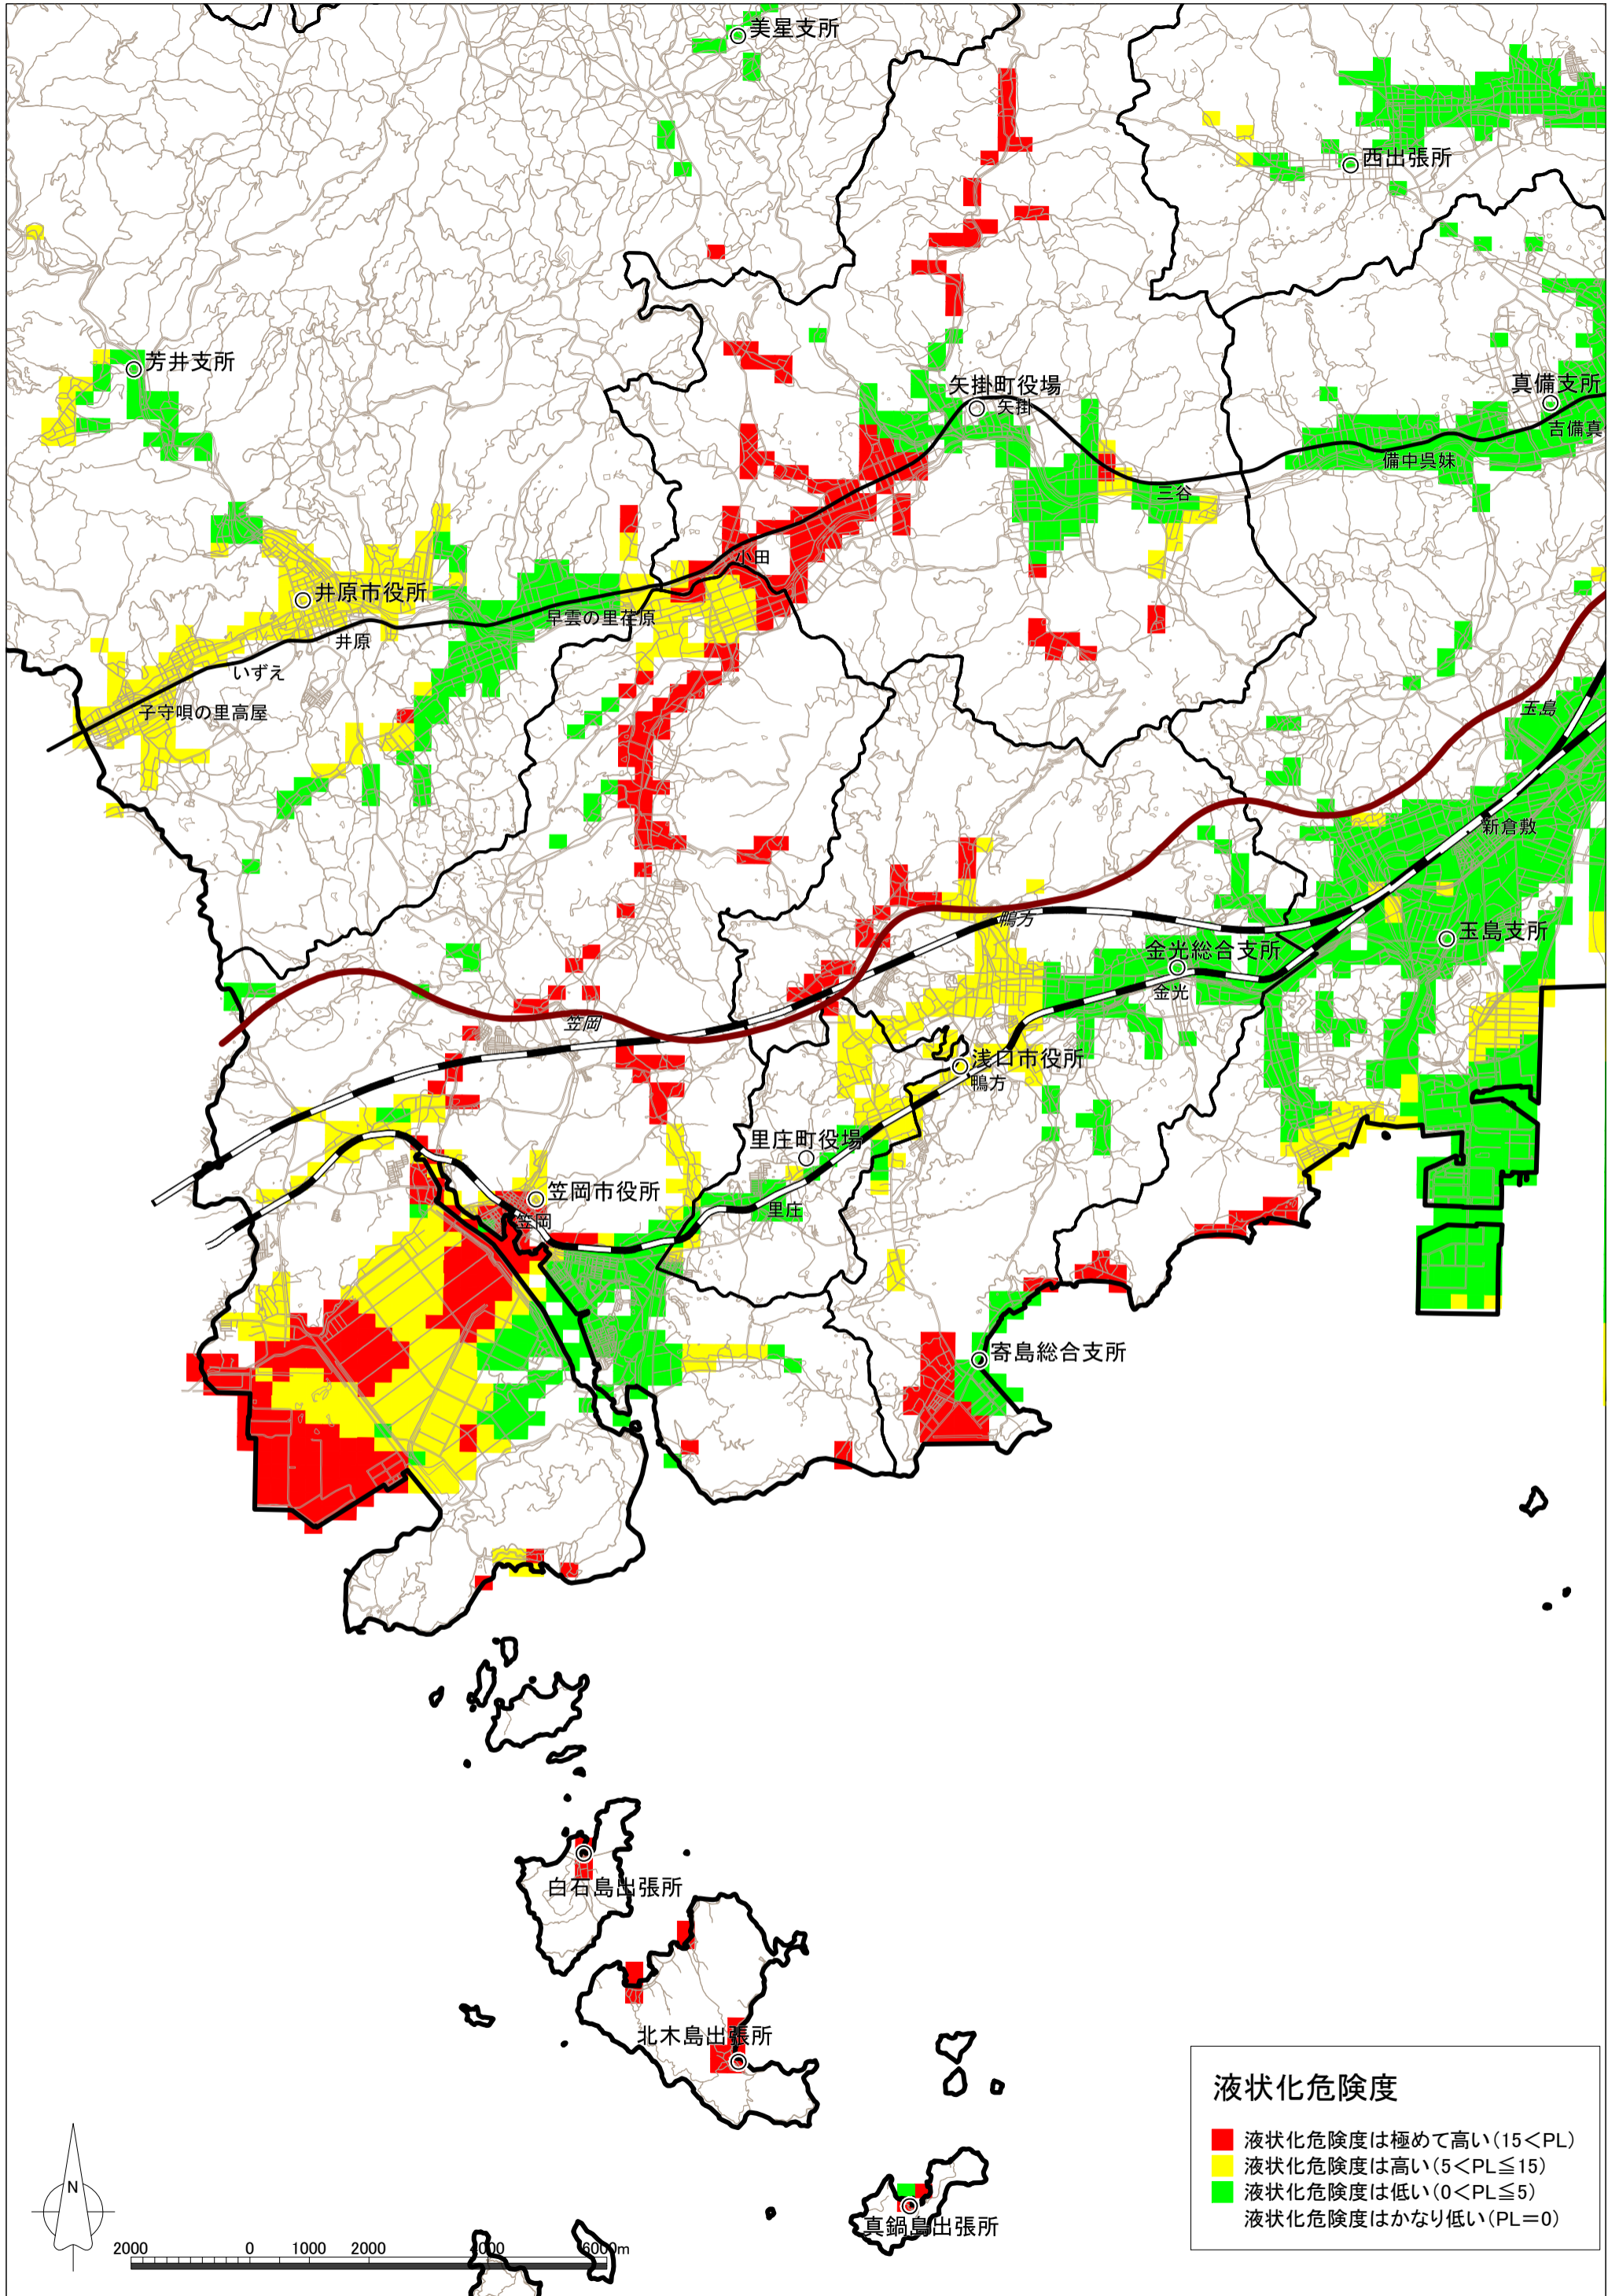 美星支所
西出張所
芳井支所
矢掛町役場
矢掛
真備支所
吉備真
備中呉妹
三谷
小田
井原市役所
早雲の里荏原
井原
いずえ
子守唄の里高屋
玉島
新倉敷
鴨方
玉島支所
金光総合支所
金光
笠岡
浅口市役所
鴨方
里庄町役場
笠岡市役所
里庄
笠岡
寄島総合支所
白石島出張所
北木島出張所
真鍋島出張所
液状化危険度
液状化危険度は極めて高い(15<PL)
液状化危険度は高い(5<PL≦15)
液状化危険度は低い(0<PL≦5)
液状化危険度はかなり低い(PL=0)
N
2000 0 1000 2000 4000 6000m